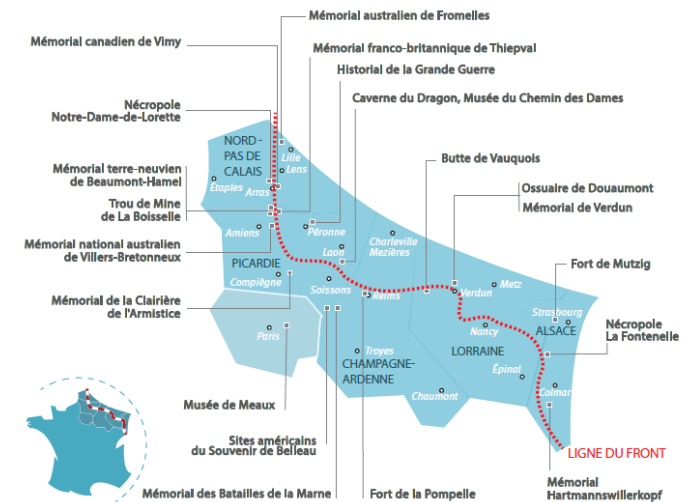 Mémorial australien de Fromelles
Mémorial canadien de Vimy
Mémorial franco-britannique de Thiepval
Historial de la Grande Guerre
Caverne du Dragon, Musée du Chemin des Dames
Nécropole
Notre-Dame-de-Lorette
NORD -
PAS DE
CALAIS
Lille
Lens
Butte de Vauquois
Mémorial terre-neuvien
de Beaumont-Hamel
Étaples
Arras
Ossuaire de Douaumont
Mémorial de Verdun
Trou de Mine
de La Boisselle
Amiens
Péronne
Charleville
Mezières
Mémorial national australien
de Villers-Bretonneux
Laon
PICARDIE
Fort de Mutzig
Compiègne
Soissons
Reims
Verdun
Metz
Mémorial de la Clairière
de l'Armistice
Strasbourg
ALSACE
Nécropole
La Fontenelle
Paris
Nancy
Troyes
LORRAINE
CHAMPAGNE-
ARDENNE
Épinal
Chaumont
Colmar
Musée de Meaux
Sites américains
du Souvenir de Belleau
LIGNE DU FRONT
Mémorial des Batailles de la Marne
Fort de la Pompelle
Mémorial
Hartmannswillerkopf